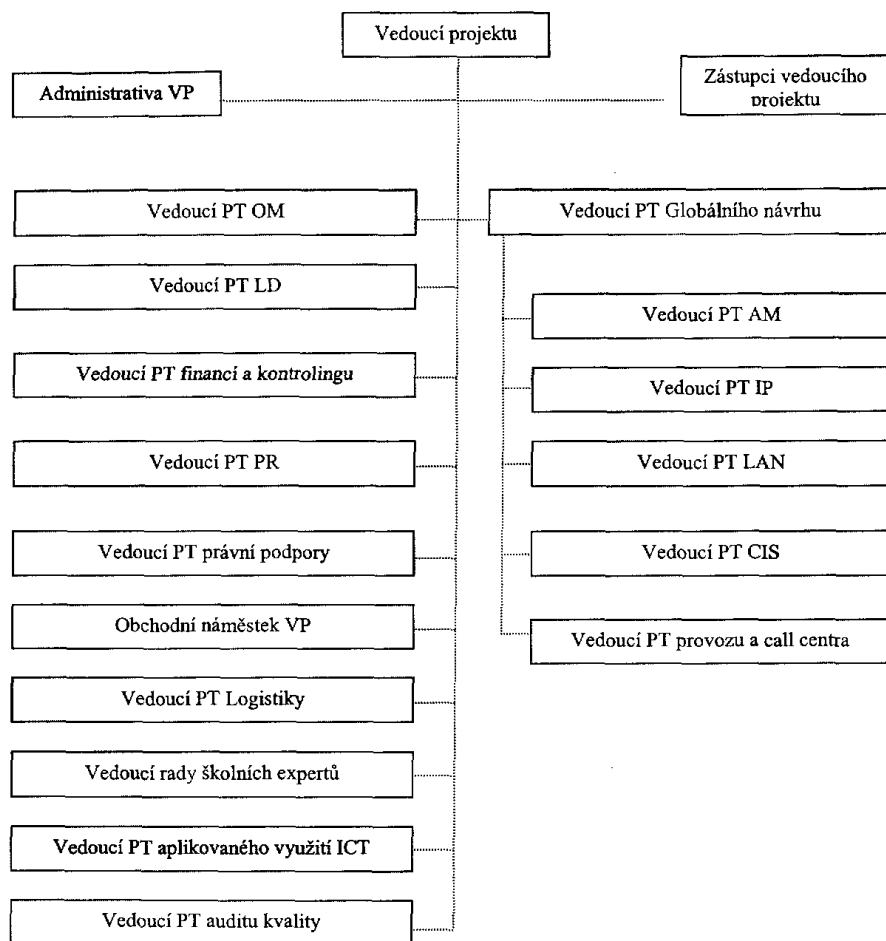 Vedoucí projektu
Administrativa VP
Zástupci vedoucího
projektu
Vedoucí PT OM
Vedoucí PT Globálního návrhu
Vedoucí PT LD
Vedoucí PT AM
Vedoucí PT financí a kontrolingu
Vedoucí PT IP
Vedoucí PT PR
Vedoucí PT LAN
Vedoucí PT právní podpory
Vedoucí PT CIS
Obchodní náměstek VP
Vedoucí PT provozu a call centra
Vedoucí PT Logistiky
Vedoucí rady školních expertů
Vedoucí PT aplikovaného využití ICT
Vedoucí PT auditu kvality